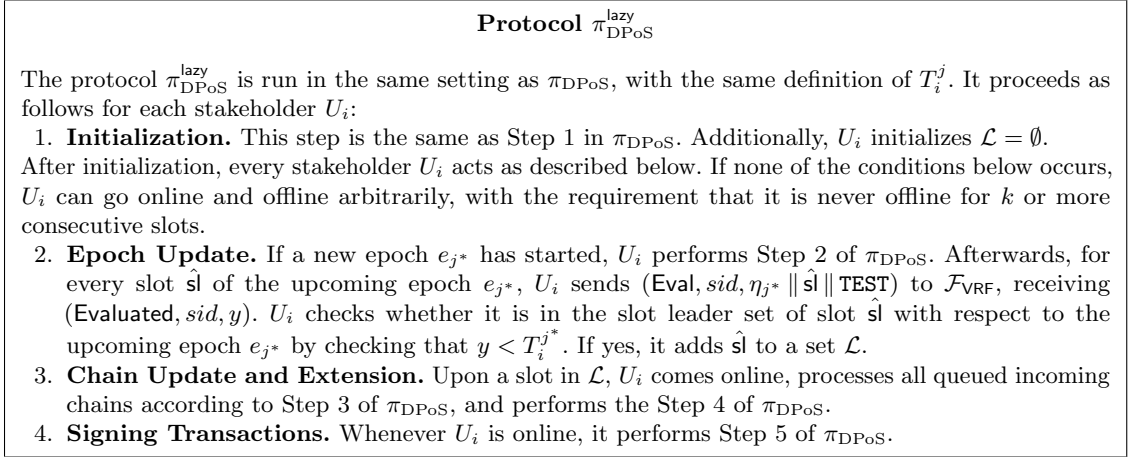 Protocol π_DPoS^lazy
The protocol π_DPoS^lazy is run in the same setting as π_DPoS, with the same definition of T_i^j. It proceeds as
follows for each stakeholder U_i:
1. Initialization. This step is the same as Step 1 in π_DPoS. Additionally, U_i initializes ℒ = ∅.
After initialization, every stakeholder U_i acts as described below. If none of the conditions below occurs,
U_i can go online and offline arbitrarily, with the requirement that it is never offline for k or more
consecutive slots.
2. Epoch Update. If a new epoch e_{j*} has started, U_i performs Step 2 of π_DPoS. Afterwards, for
every slot ŝl of the upcoming epoch e_{j*}, U_i sends (Eval, sid, η_{j*} ∥ ŝl ∥ TEST) to ℱ_VRF, receiving
(Evaluated, sid, y). U_i checks whether it is in the slot leader set of slot ŝl with respect to the
upcoming epoch e_{j*} by checking that y < T_i^{j*}. If yes, it adds ŝl to a set ℒ.
3. Chain Update and Extension. Upon a slot in ℒ, U_i comes online, processes all queued incoming
chains according to Step 3 of π_DPoS, and performs the Step 4 of π_DPoS.
4. Signing Transactions. Whenever U_i is online, it performs Step 5 of π_DPoS.